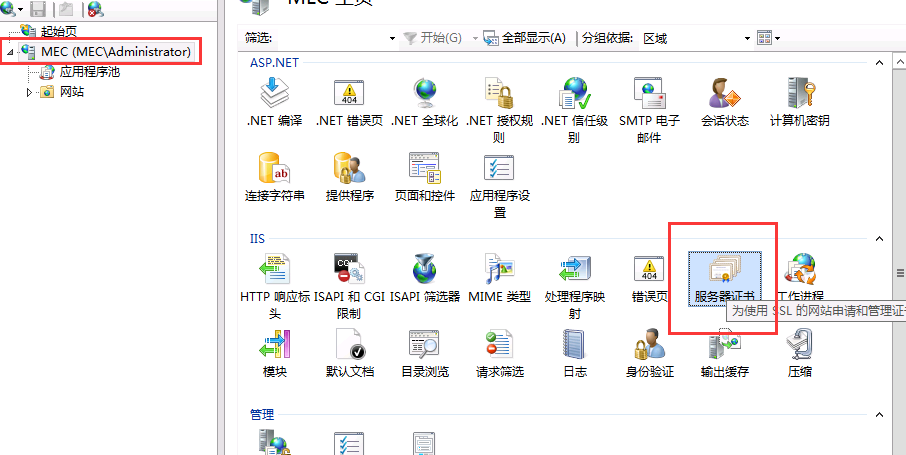 MEC 主页
起始页
MEC (MEC\Administrator)
应用程序池
网站
筛选: 开始(G) 全部显示(A) 分组依据: 区域
ASP.NET
.NET 编译 .NET 错误页 .NET 全球化 .NET 授权规则 .NET 信任级别 SMTP 电子邮件 会话状态 计算机密钥
连接字符串 提供程序 页面和控件 应用程序设置
IIS
HTTP 响应标头 ISAPI 和 CGI 限制 ISAPI 筛选器 MIME 类型 处理程序映射 错误页 服务器证书 工作进程
为使用 SSL 的网站申请和管理证
模块 默认文档 目录浏览 请求筛选 日志 身份验证 输出缓存 压缩
管理